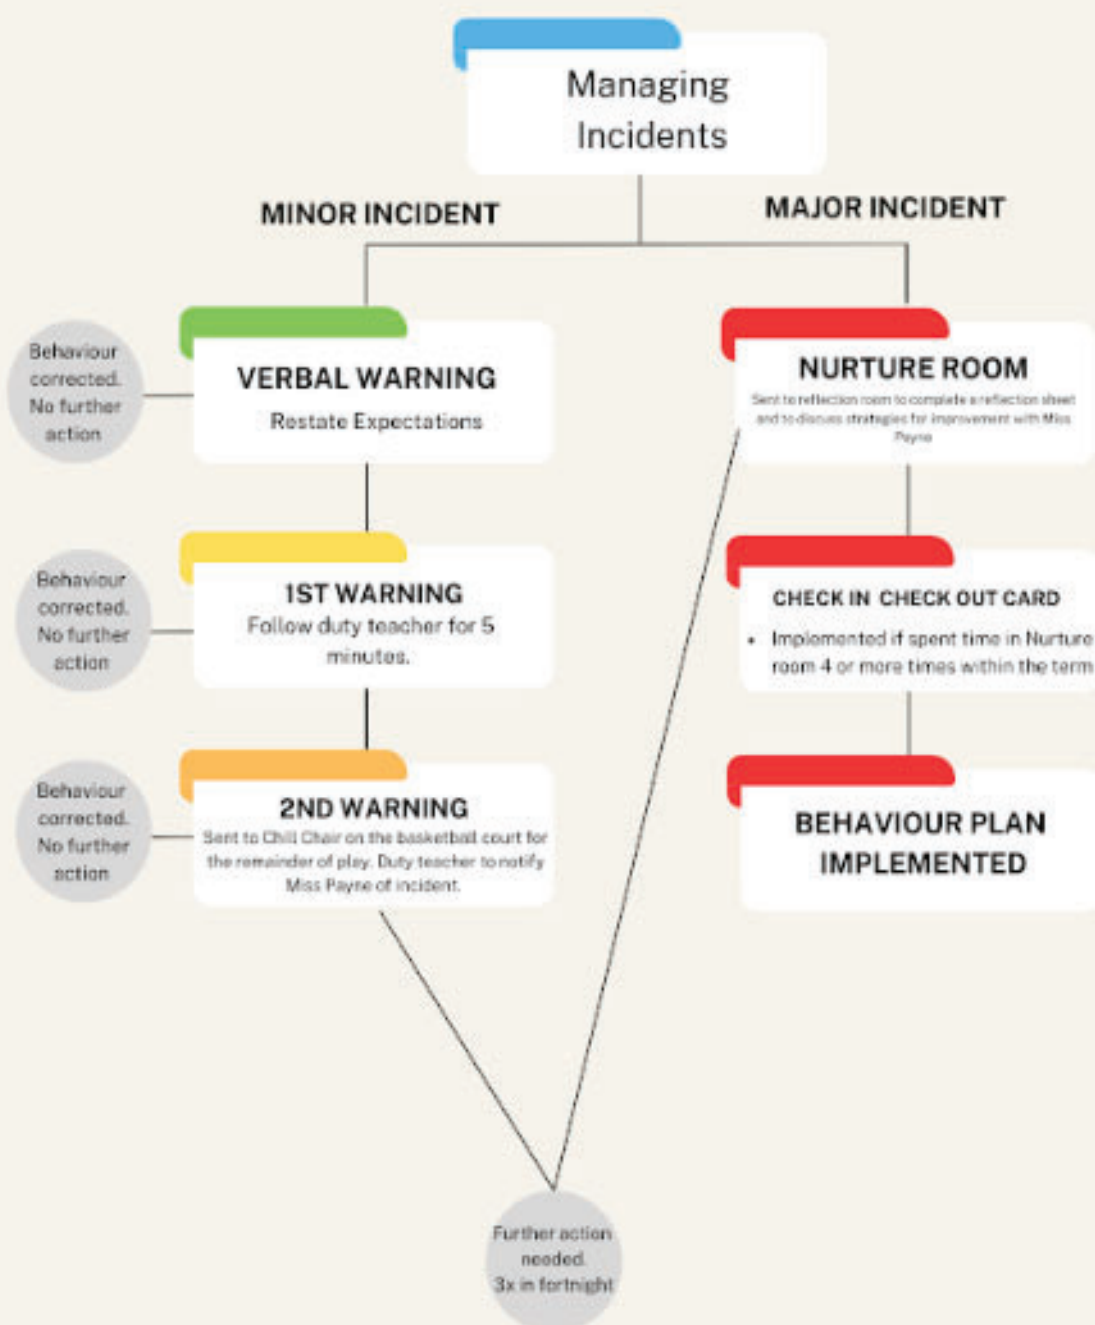 Managing
Incidents
MINOR INCIDENT
MAJOR INCIDENT
Behaviour
corrected.
No further
action
VERBAL WARNING
Restate Expectations
NURTURE ROOM
Sent to reflection room to complete a reflection sheet
and to discuss strategies for improvement with Miss
Payne
Behaviour
corrected.
No further
action
1ST WARNING
Follow duty teacher for 5
minutes.
CHECK IN CHECK OUT CARD
• Implemented if spent time in Nurture
room 4 or more times within the term
Behaviour
corrected.
No further
action
2ND WARNING
Sent to Chill Chair on the basketball court for
the remainder of play. Duty teacher to notify
Miss Payne of incident.
BEHAVIOUR PLAN
IMPLEMENTED
Further action
needed.
3x in fortnight